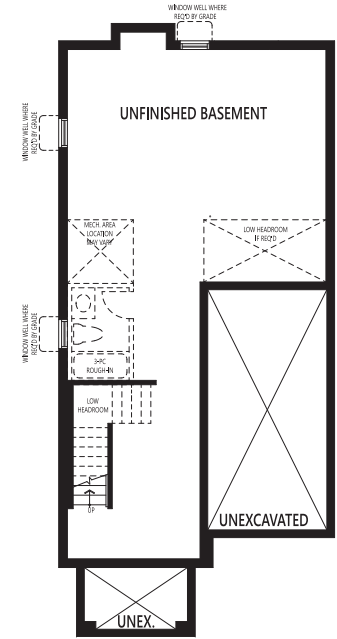 WINDOW WELL WHERE
REQ'D BY GRADE
UNFINISHED BASEMENT
WINDOW WELL WHERE
REQ'D BY GRADE
MECH. AREA
LOCATION
MAY VARY
LOW HEADROOM
IF REQ'D
WINDOW WELL WHERE
REQ'D BY GRADE
3-PC
ROUGH-IN
LOW
HEADROOM
UP
UNEXCAVATED
UNEX.